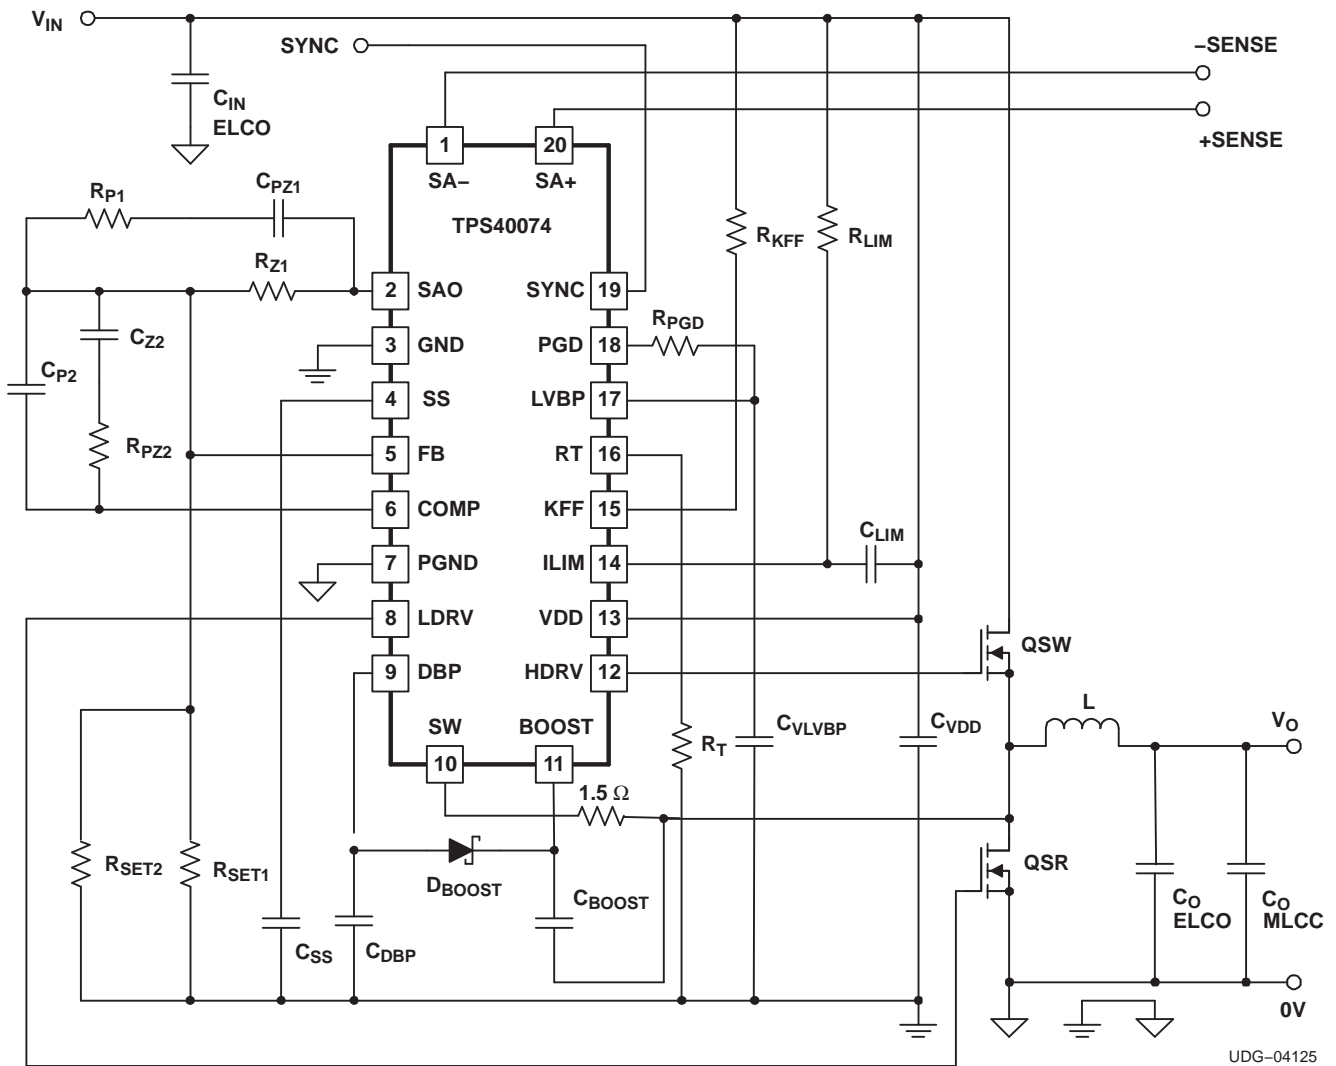 VIN
SYNC
–SENSE
+SENSE
CIN
ELCO
1
20
SA–
SA+
TPS40074
RP1
CPZ1
RZ1
RKFF
RLIM
2 SAO
SYNC 19
3 GND
PGD 18
RPGD
4 SS
LVBP 17
5 FB
RT 16
6 COMP
KFF 15
7 PGND
ILIM 14
8 LDRV
VDD 13
9 DBP
HDRV 12
SW
BOOST
10
11
CZ2
CP2
RPZ2
CLIM
QSW
L
VO
RT
CVLVBP
CVDD
1.5 Ω
RSET2
RSET1
DBOOST
CBOOST
QSR
CO
ELCO
CO
MLCC
CSS
CDBP
0V
UDG–04125